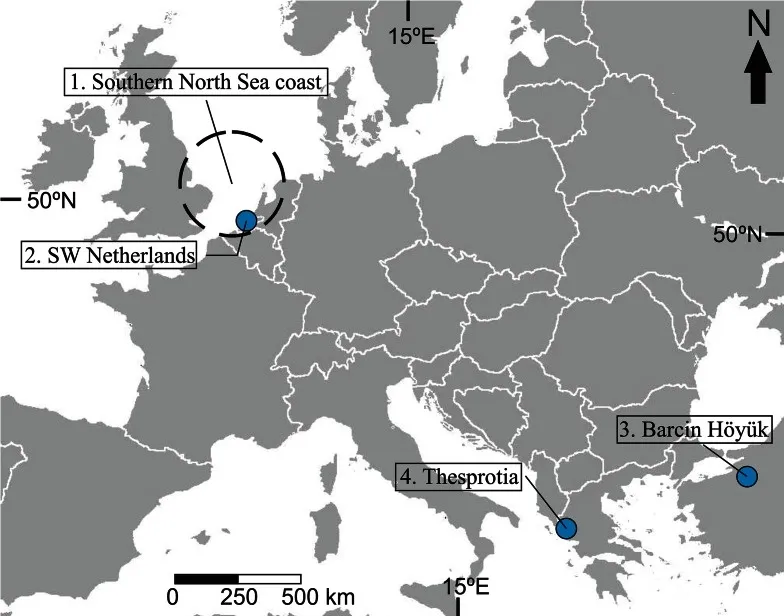 15ºE
N
1. Southern North Sea coast
50ºN
50ºN
2. SW Netherlands
3. Barcın Höyük
4. Thesprotia
15ºE
0 250 500 km